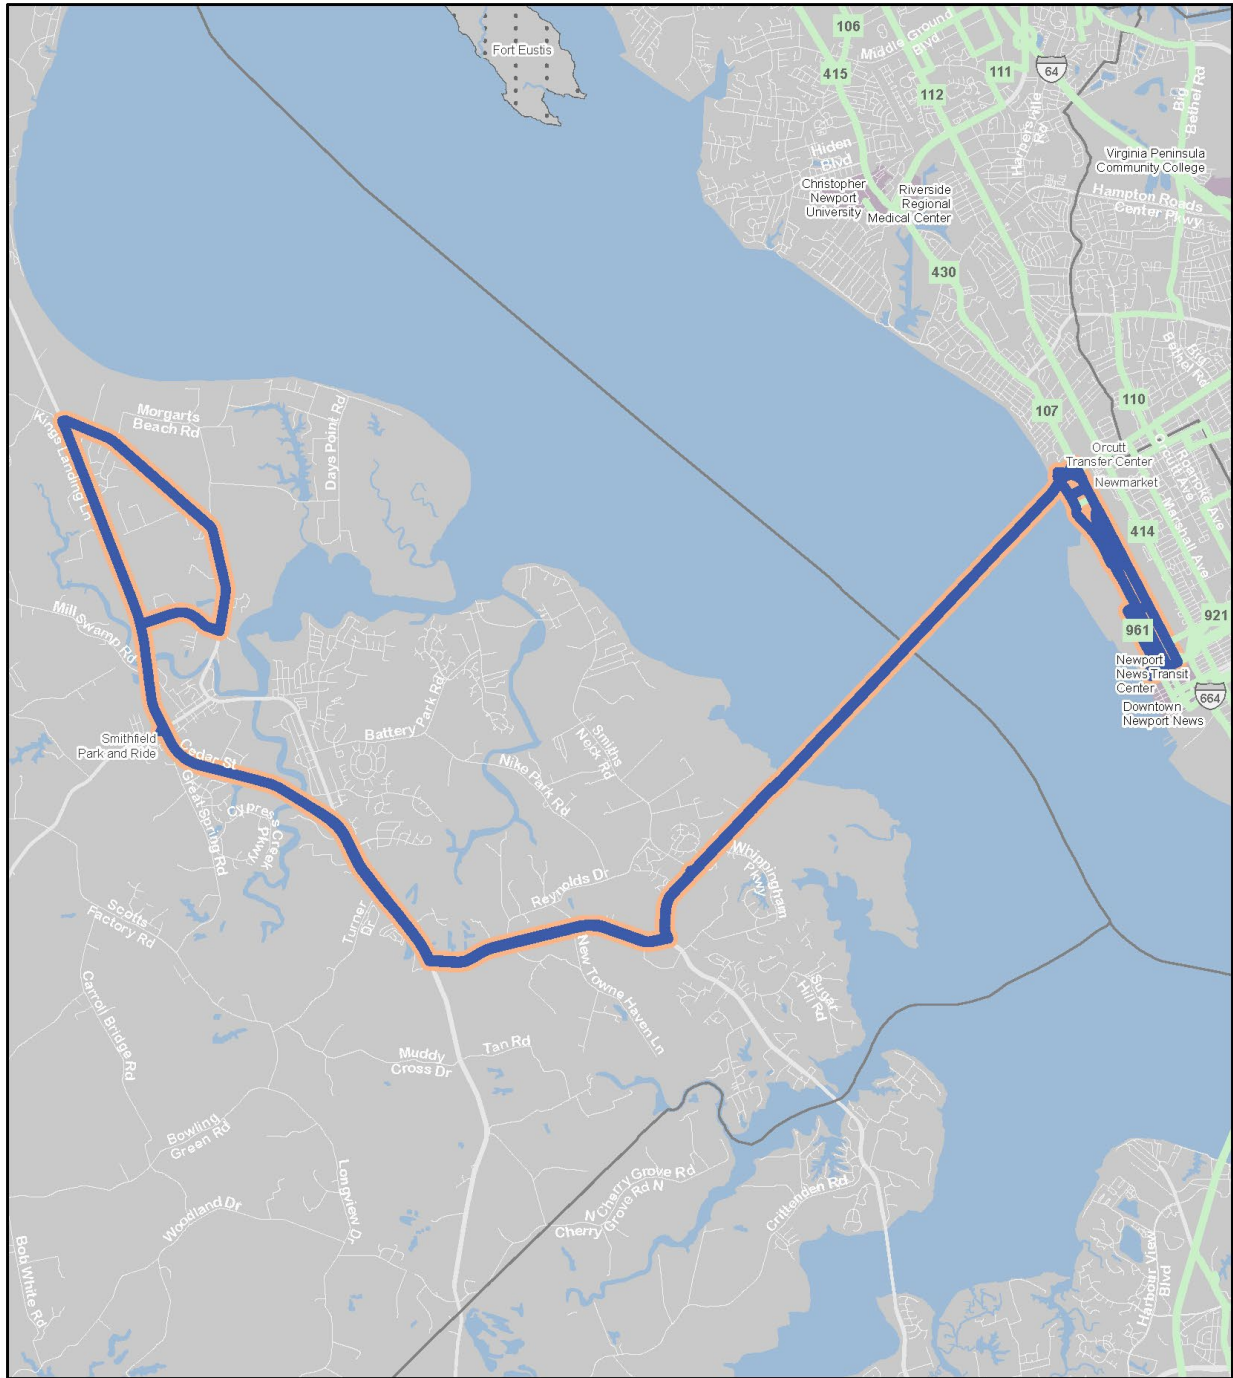 106
Middle Ground
Blvd
Fort Eustis
415
64
111
112
Big
Bethel Rd
Harpersville
Rd
Hiden
Blvd
Virginia Peninsula
Community College
Christopher
Newport
University
Riverside
Regional
Medical Center
Hampton Roads
Center Pkwy
430
Big
Bethel Rd
110
107
Morgarts
Beach Rd
Kings Landing Ln
Days Point Rd
Orcutt
Transfer Center
Newmarket
Orcutt Ave
Roanoke Ave
Marshall Ave
414
Mill Swamp Rd
961
921
Newport
News Transit
Center
664
Downtown
Newport News
Battery Park Rd
Smithfield
Park and Ride
Cedar St
Smiths
Neck Rd
Nike Park Rd
Great Spring Rd
Cypress Creek
Pkwy
Whippingham
Pkwy
Reynolds Dr
Scotts
Factory Rd
Turner
Dr
New Towne Haven Ln
Sugar
Hill Rd
Carroll Bridge Rd
Muddy
Cross Dr
Tan Rd
Bowling
Green Rd
Longview Dr
N Cherry Grove Rd
Cherry Grove Rd N
Crittenden Rd
Woodland Dr
Bob White Rd
Harbour View
Blvd